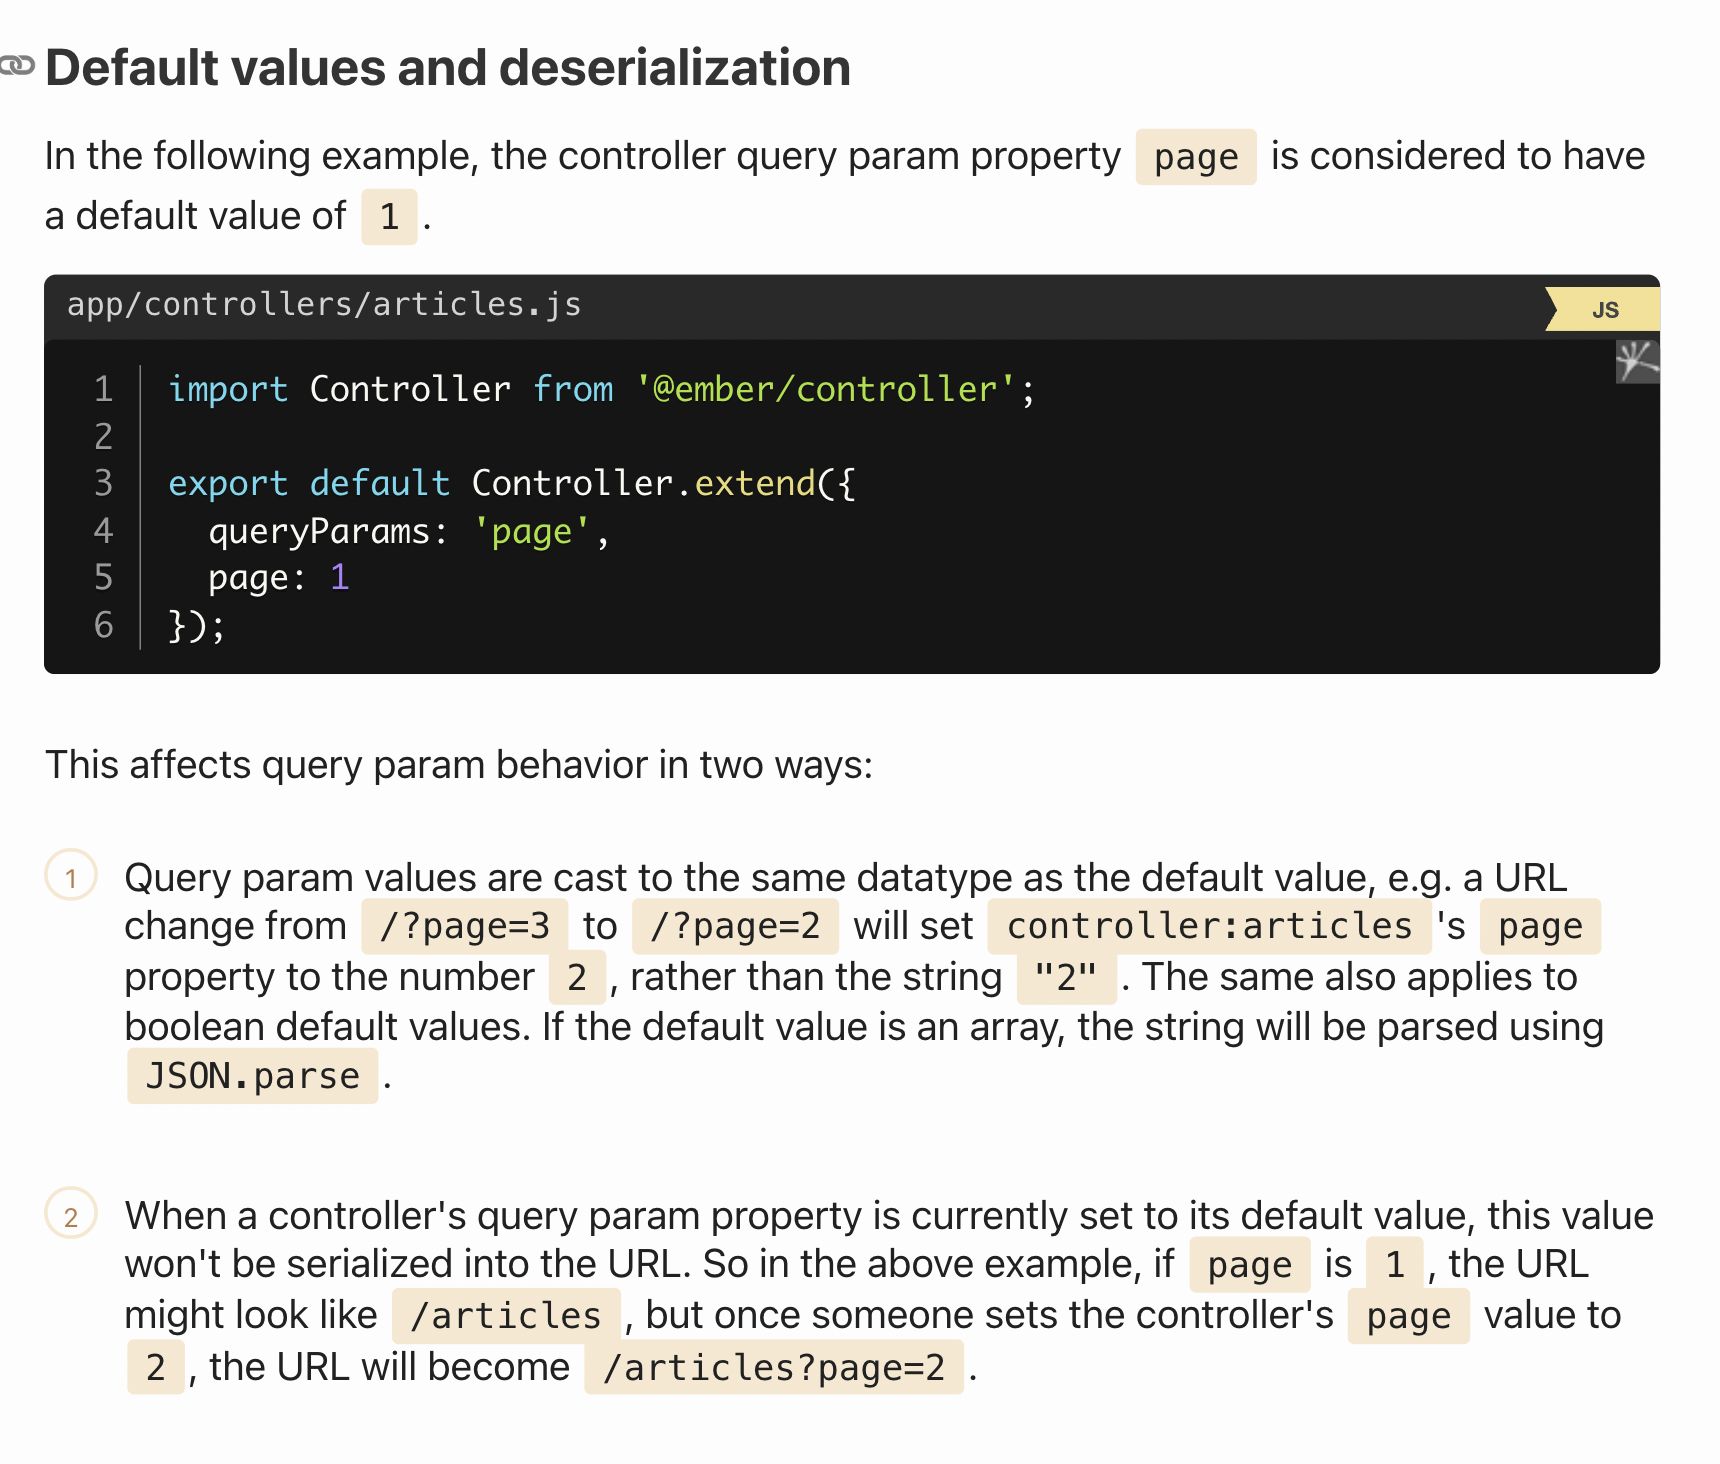 Default values and deserialization
In the following example, the controller query param property page is considered to have
a default value of 1 .
app/controllers/articles.js
JS
1 import Controller from '@ember/controller';
2
3 export default Controller.extend({
4   queryParams: 'page',
5   page: 1
6 });
This affects query param behavior in two ways:
1 Query param values are cast to the same datatype as the default value, e.g. a URL
change from /?page=3 to /?page=2 will set controller:articles 's page
property to the number 2 , rather than the string "2" . The same also applies to
boolean default values. If the default value is an array, the string will be parsed using
JSON.parse .
2 When a controller's query param property is currently set to its default value, this value
won't be serialized into the URL. So in the above example, if page is 1 , the URL
might look like /articles , but once someone sets the controller's page value to
2 , the URL will become /articles?page=2 .